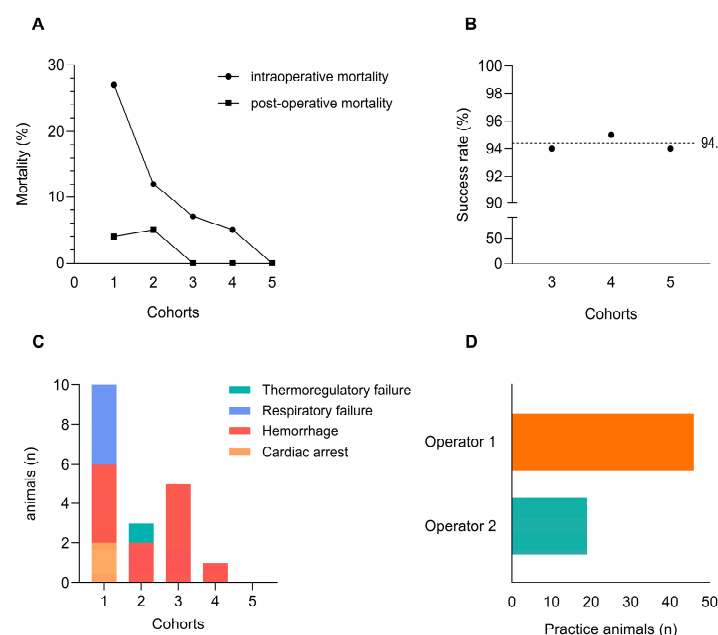 A
30
20
10
0
Mortality (%)
0 1 2 3 4 5
Cohorts
intraoperative mortality
post-operative mortality
B
100
98
96
94
92
90
50
0
Success rate (%)
94.
3 4 5
Cohorts
C
10
8
6
4
2
0
animals (n)
1 2 3 4 5
Cohorts
Thermoregulatory failure
Respiratory failure
Hemorrhage
Cardiac arrest
D
Operator 1
Operator 2
0 10 20 30 40 50
Practice animals (n)